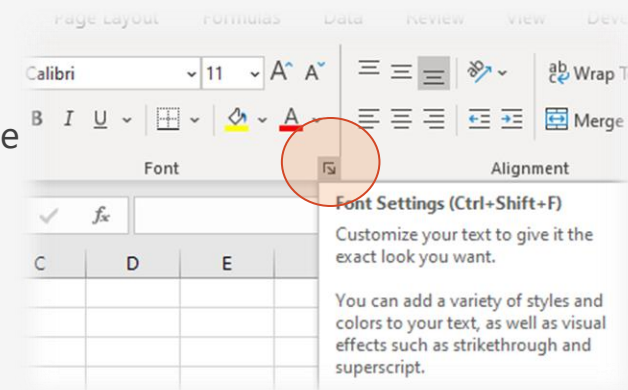 Page Layout Formulas Data Review View
Calibri 11 A A ab Wrap
e B I U A Merge
Font Alignment
fx Font Settings (Ctrl+Shift+F)
Customize your text to give it the
exact look you want.
C D E
You can add a variety of styles and
colors to your text, as well as visual
effects such as strikethrough and
superscript.